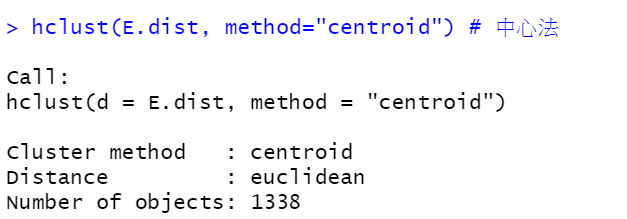 > hclust(E.dist, method="centroid") # 中心法
Call:
hclust(d = E.dist, method = "centroid")
Cluster method   : centroid
Distance         : euclidean
Number of objects: 1338